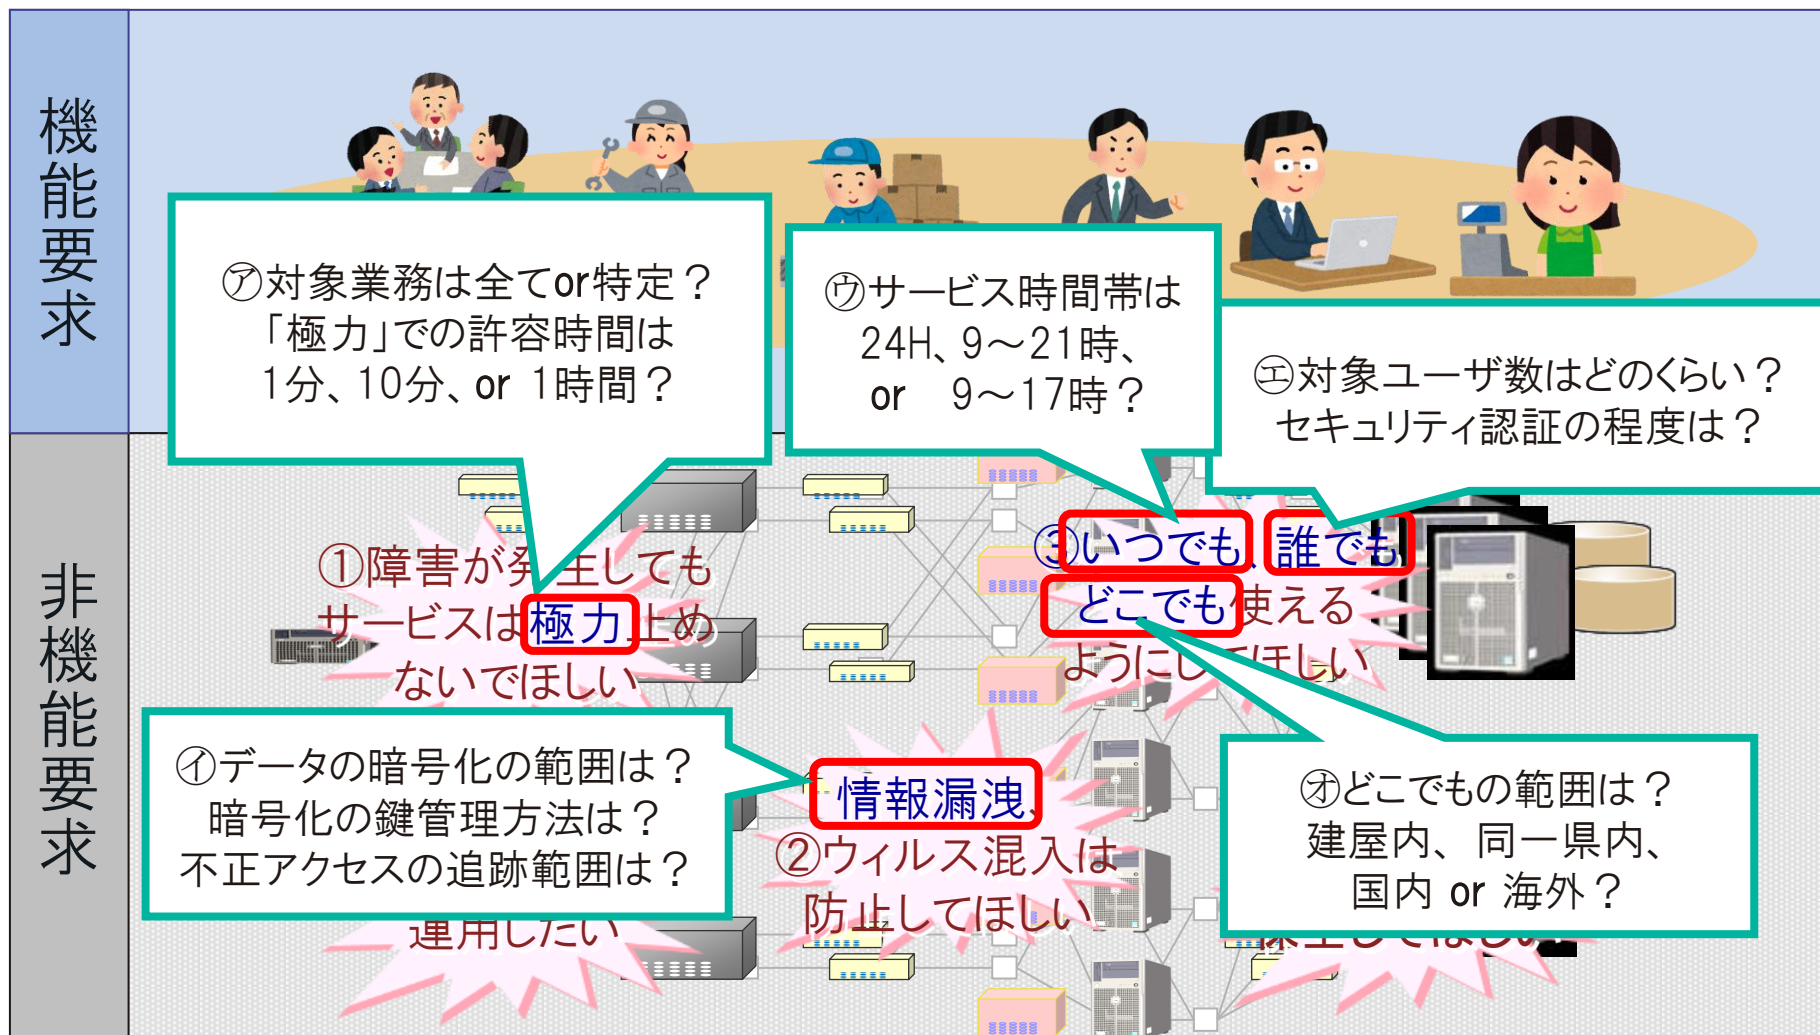 機能要求
㋐対象業務は全てor特定？
「極力」での許容時間は
1分、10分、or 1時間？
㋒サービス時間帯は
24H、9～21時、
or 9～17時？
㋓対象ユーザ数はどのくらい？
セキュリティ認証の程度は？
非機能要求
①障害が発生しても
サービスは極力止め
ないでほしい
③いつでも、誰でも
どこでも使える
ようにしてほしい
㋑データの暗号化の範囲は？
暗号化の鍵管理方法は？
不正アクセスの追跡範囲は？
運用したい
情報漏洩、
②ウィルス混入は
防止してほしい
㋔どこでもの範囲は？
建屋内、同一県内、
国内 or 海外？